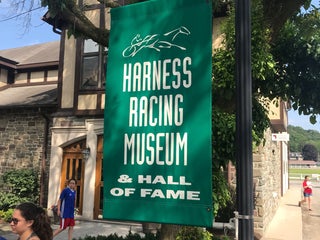 HARNESS
RACING
MUSEUM
& HALL
OF FAME